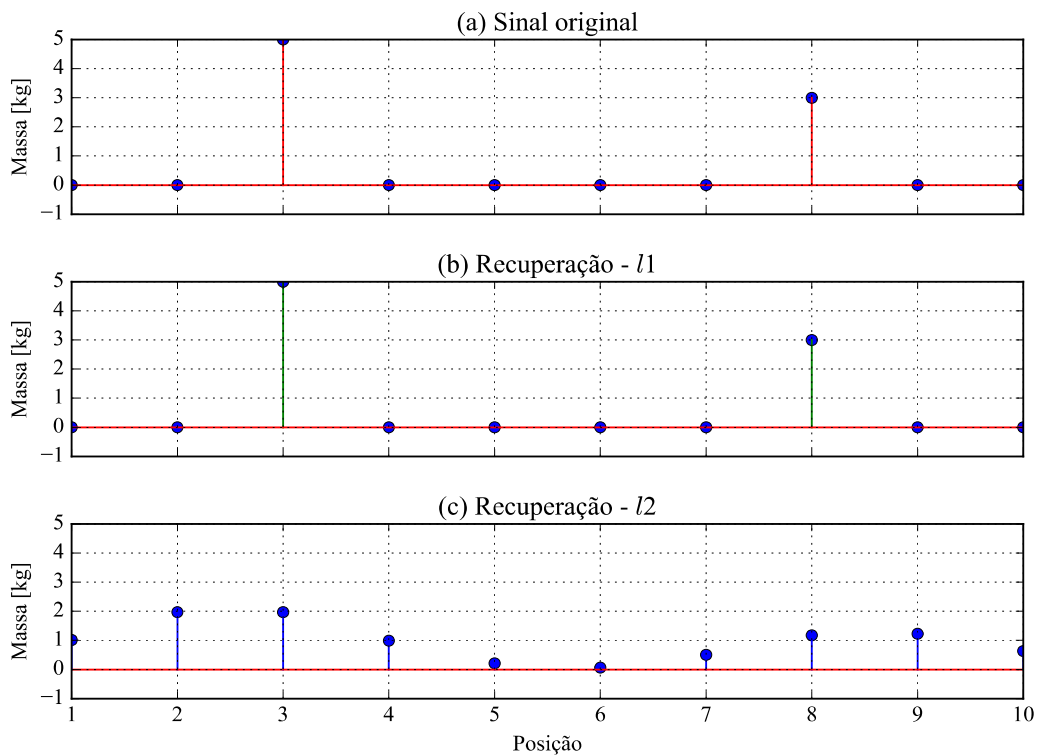 (a) Sinal original
5
4
3
2
1
0
−1
Massa [kg]
(b) Recuperação - l1
5
4
3
2
1
0
−1
Massa [kg]
(c) Recuperação - l2
5
4
3
2
1
0
−1
Massa [kg]
1 2 3 4 5 6 7 8 9 10
Posição